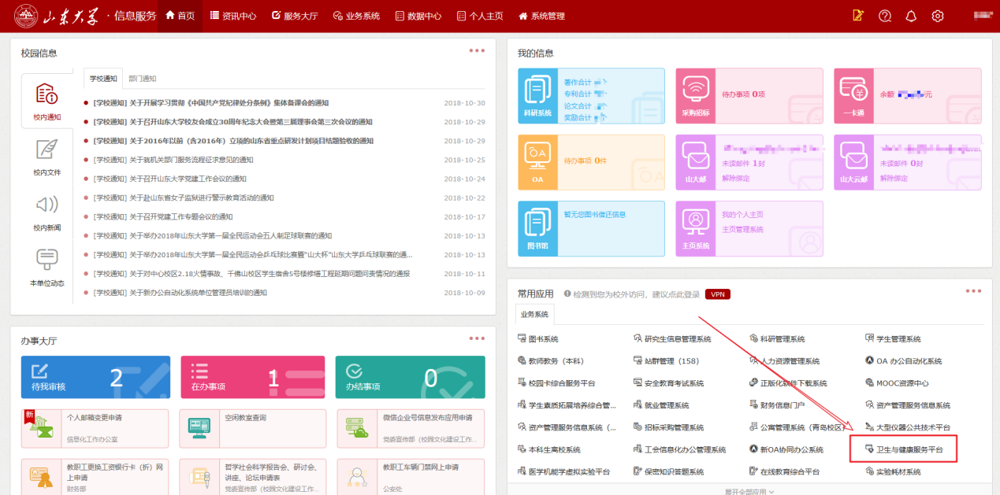 山东大学 · 信息服务
首页
资讯中心
服务大厅
业务系统
数据中心
个人主页
系统管理
校园信息
校内通知
校内文件
校内新闻
本单位动态
学校通知
部门通知
[学校通知] 关于开展学习贯彻《中国共产党纪律处分条例》集体备课会的通知 2018-10-30
[学校通知] 关于召开山东大学校友会成立30周年纪念大会暨第三届理事会第三次会议的通知 2018-10-29
[学校通知] 关于2016年以前（含2016年）立项的山东省重点研发计划项目结题验收的通知 2018-10-29
[学校通知] 关于就机关部门服务流程征求意见的通知 2018-10-25
[学校通知] 关于召开山东大学党建工作会议的通知 2018-10-24
[学校通知] 关于赴山东省女子监狱进行警示教育活动的通知 2018-10-22
[学校通知] 关于召开党建工作专题会议的通知 2018-10-17
[学校通知] 关于举办2018年山东大学第一届全民运动会五人制足球联赛的通知 2018-10-13
[学校通知] 关于举办2018年山东大学第一届全民运动会乒乓球比赛暨"山大杯"山东大学乒乓球联赛的通... 2018-10-13
[学校通知] 关于对中心校区2.18火情事故、千佛山校区学生宿舍5号楼修缮工程延期问题问责情况的通报 2018-10-11
[学校通知] 关于新办公自动化系统单位管理员培训的通知 2018-10-09
办事大厅
待我审核 2
在办事项 1
办结事项 0
新
个人邮箱变更申请
信息化工作办公室
空闲教室查询
微信企业号信息发布应用申请
党委宣传部（校园文化建设工作...
教职工更换工资银行卡（折）网
上申请
财务部
哲学社会科学报告会、研讨会、
讲座、论坛申请表
党委宣传部（校园文化建设工作...
教职工车辆门禁网上申请
公安处
我的信息
科研系统
著作合计
专利合计
论文合计
奖励合计 个
采购招标
待办事项 0项
一卡通
余额 元
OA
OA
待办事项 0件
山大邮
未读邮件 1封
解除绑定
山大云邮
未读邮件 0封
解除绑定
图书馆
暂无您图书借还信息
主页系统
我的个人主页
主页管理系统
常用应用
检测到您为校外访问，建议点此登录 VPN
业务系统
图书系统
研究生信息管理系统
科研管理系统
学生管理系统
教师教务（本科）
站群管理（158）
人力资源管理系统
OA 办公自动化系统
校园卡综合服务平台
安全教育考试系统
正版化软件下载系统
MOOC资源中心
学生素质拓展培养综合管...
就业管理系统
财务信息门户
资产管理服务信息系统
资产管理服务信息系统（...
招标采购管理系统
公寓管理系统（青岛校区）
大型仪器公共技术平台
本科生离校系统
工会信息化办公管理系统
新OA协同办公系统
卫生与健康服务平台
医学机能学虚拟实验平台
保密知识答题系统
在线教育综合平台
实验耗材系统
展开全部应用